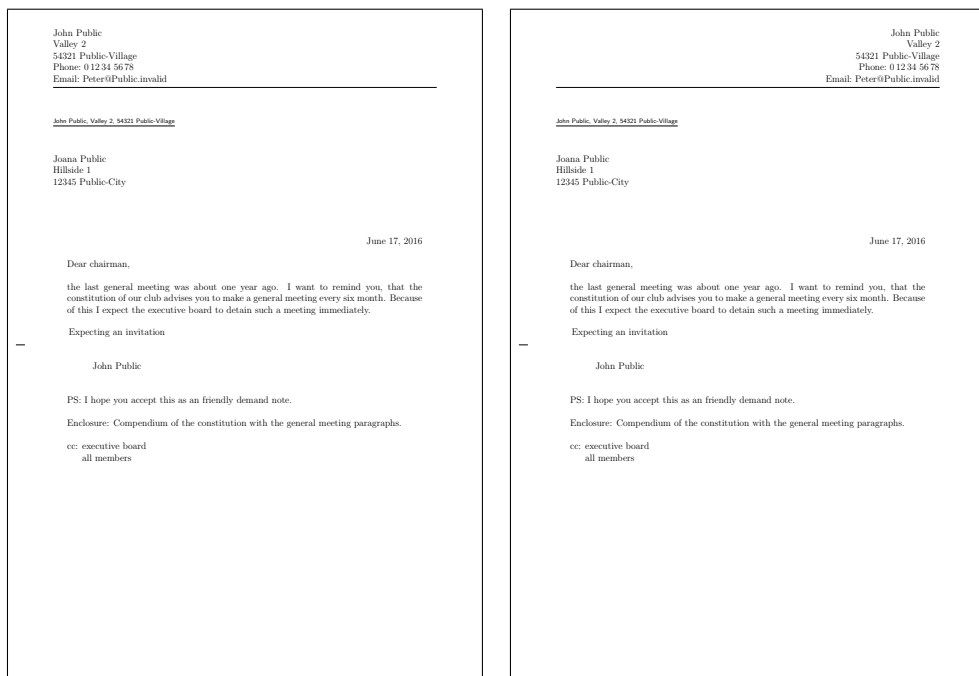 John Public
Valley 2
54321 Public-Village
Phone: 0 12 34 56 78
Email: Peter@Public.invalid
John Public, Valley 2, 54321 Public-Village
Joana Public
Hillside 1
12345 Public-City
June 17, 2016
Dear chairman,
the last general meeting was about one year ago. I want to remind you, that the
constitution of our club advises you to make a general meeting every six month. Because
of this I expect the executive board to detain such a meeting immediately.
Expecting an invitation
John Public
PS: I hope you accept this as an friendly demand note.
Enclosure: Compendium of the constitution with the general meeting paragraphs.
cc: executive board
all members
John Public
Valley 2
54321 Public-Village
Phone: 0 12 34 56 78
Email: Peter@Public.invalid
John Public, Valley 2, 54321 Public-Village
Joana Public
Hillside 1
12345 Public-City
June 17, 2016
Dear chairman,
the last general meeting was about one year ago. I want to remind you, that the
constitution of our club advises you to make a general meeting every six month. Because
of this I expect the executive board to detain such a meeting immediately.
Expecting an invitation
John Public
PS: I hope you accept this as an friendly demand note.
Enclosure: Compendium of the constitution with the general meeting paragraphs.
cc: executive board
all members